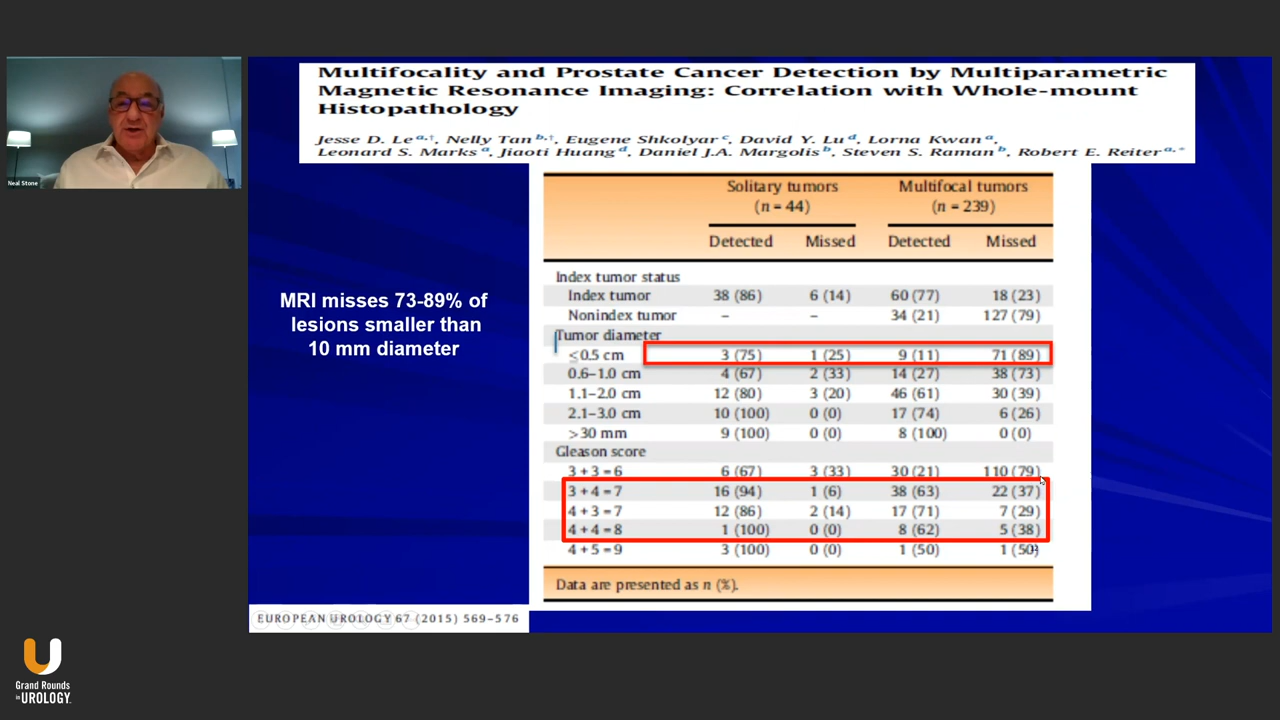 Neal Stone
Multifocality and Prostate Cancer Detection by Multiparametric
Magnetic Resonance Imaging: Correlation with Whole-mount
Histopathology
Jesse D. Le a,†, Nelly Tan b,†, Eugene Shkolyar c, David Y. Lu d, Lorna Kwan a,
Leonard S. Marks a, Jiaoti Huang d, Daniel J.A. Margolis b, Steven S. Raman b, Robert E. Reiter a,*
MRI misses 73-89% of
lesions smaller than
10 mm diameter
Solitary tumors Multifocal tumors
(n = 44) (n = 239)
Detected Missed Detected Missed
Index tumor status
Index tumor 38 (86) 6 (14) 60 (77) 18 (23)
Nonindex tumor – – 34 (21) 127 (79)
Tumor diameter
≤0.5 cm 3 (75) 1 (25) 9 (11) 71 (89)
0.6–1.0 cm 4 (67) 2 (33) 14 (27) 38 (73)
1.1–2.0 cm 12 (80) 3 (20) 46 (61) 30 (39)
2.1–3.0 cm 10 (100) 0 (0) 17 (74) 6 (26)
>30 mm 9 (100) 0 (0) 8 (100) 0 (0)
Gleason score
3 + 3 = 6 6 (67) 3 (33) 30 (21) 110 (79)
3 + 4 = 7 16 (94) 1 (6) 38 (63) 22 (37)
4 + 3 = 7 12 (86) 2 (14) 17 (71) 7 (29)
4 + 4 = 8 1 (100) 0 (0) 8 (62) 5 (38)
4 + 5 = 9 3 (100) 0 (0) 1 (50) 1 (50)
Data are presented as n (%).
EUROPEAN UROLOGY 67 (2015) 569–576
Grand Rounds
in UROLOGY